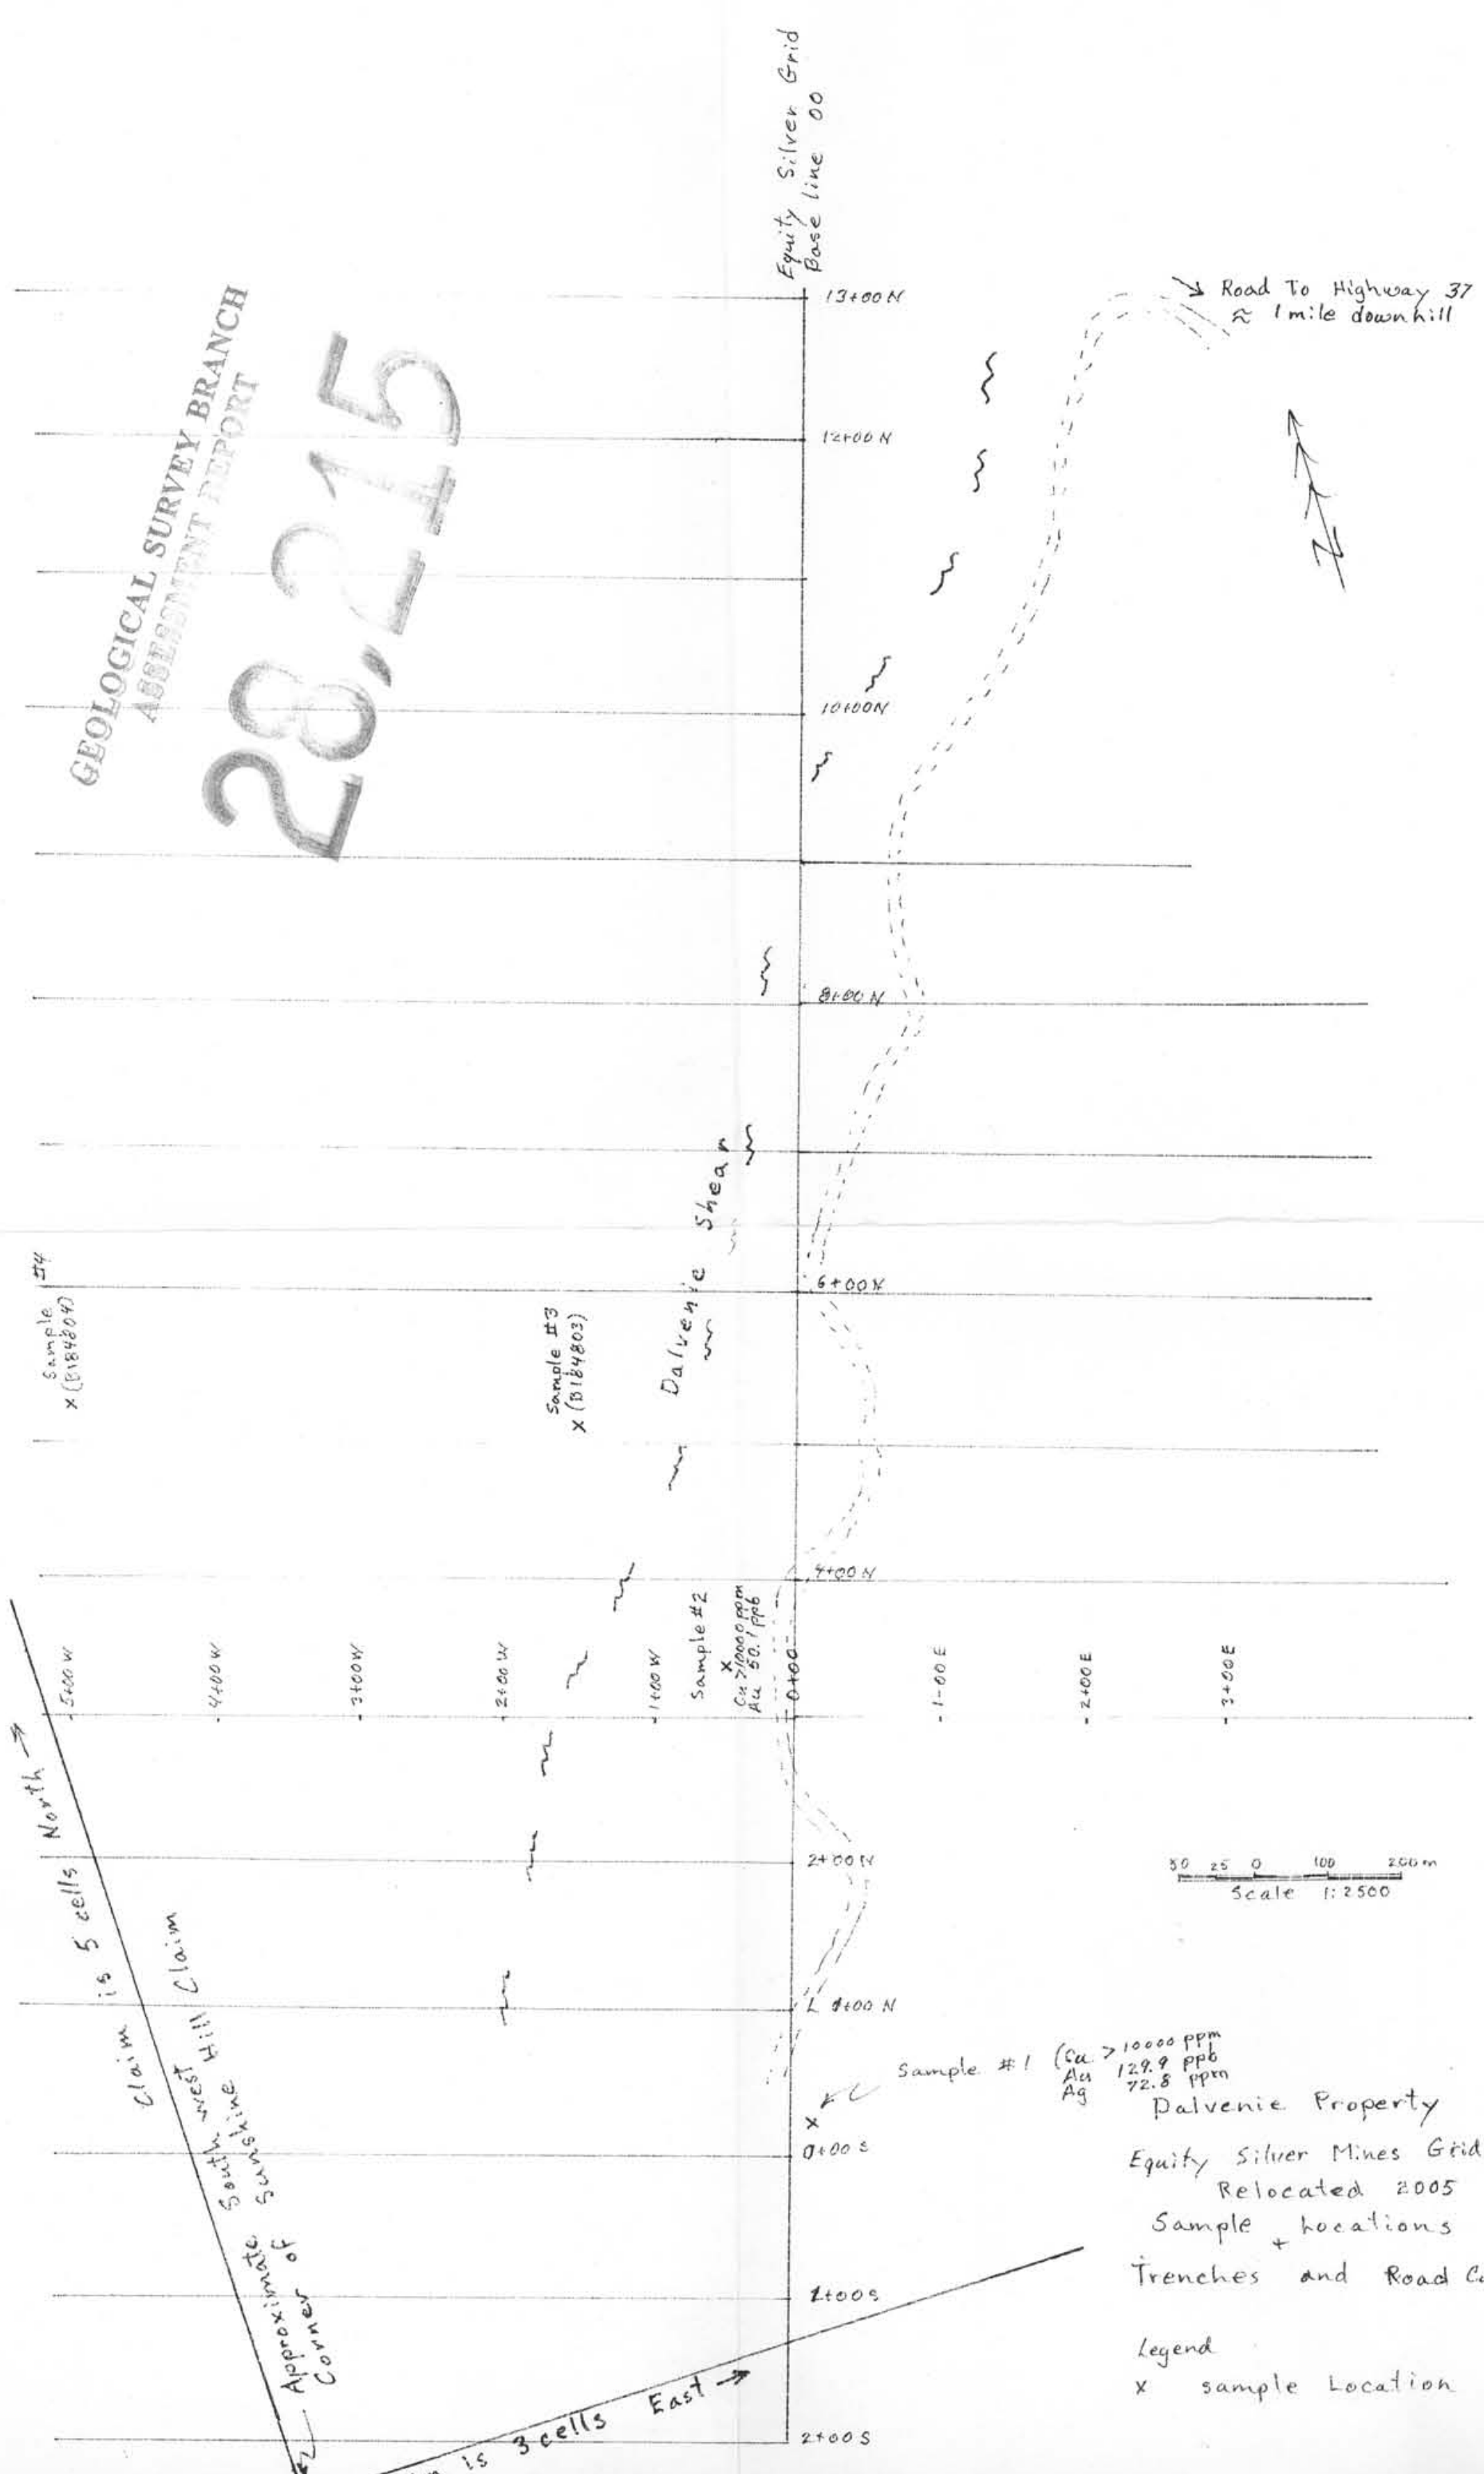 Equity Silver Grid
Base line 00
GEOLOGICAL SURVEY BRANCH
ASSESSMENT REPORT
28,215
13+00N
Road To Highway 37
≈ 1 mile downhill
12+00N
N
10+00N
8+00N
Dalvenie Shear
6+00N
Sample #4
x (B184804)
Sample #3
x (B184803)
4+00N
Sample #2
x
Cu >10000 ppm
Au 50.1 ppb
5+00W
4+00W
3+00W
2+00W
1+00W
0+00
1-00E
2+00E
3+00E
Claim is 5 cells North →
2+00N
50 25 0 100 200m
Scale 1:2500
L 1+00 N
Approximate South west
Corner of Sunshine Hill Claim
Sample #1 (Cu >10000 ppm
Au 129.9 ppb
Ag 72.8 ppm
x
0+00S
Dalvenie Property
Equity Silver Mines Grid
Relocated 2005
Sample Locations
+
Trenches and Road
1+00S
Legend
x sample Location
is 3 cells East →
2+00S